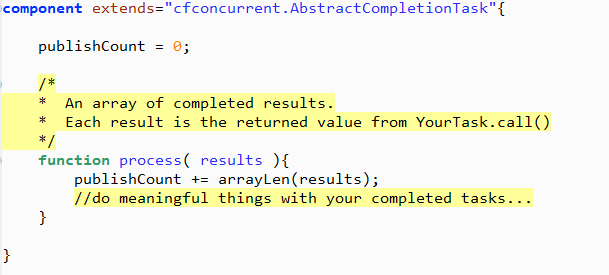 component extends="cfconcurrent.AbstractCompletionTask"{
publishCount = 0;
/*
* An array of completed results.
* Each result is the returned value from YourTask.call()
*/
function process( results ){
publishCount += arrayLen(results);
//do meaningful things with your completed tasks...
}
}